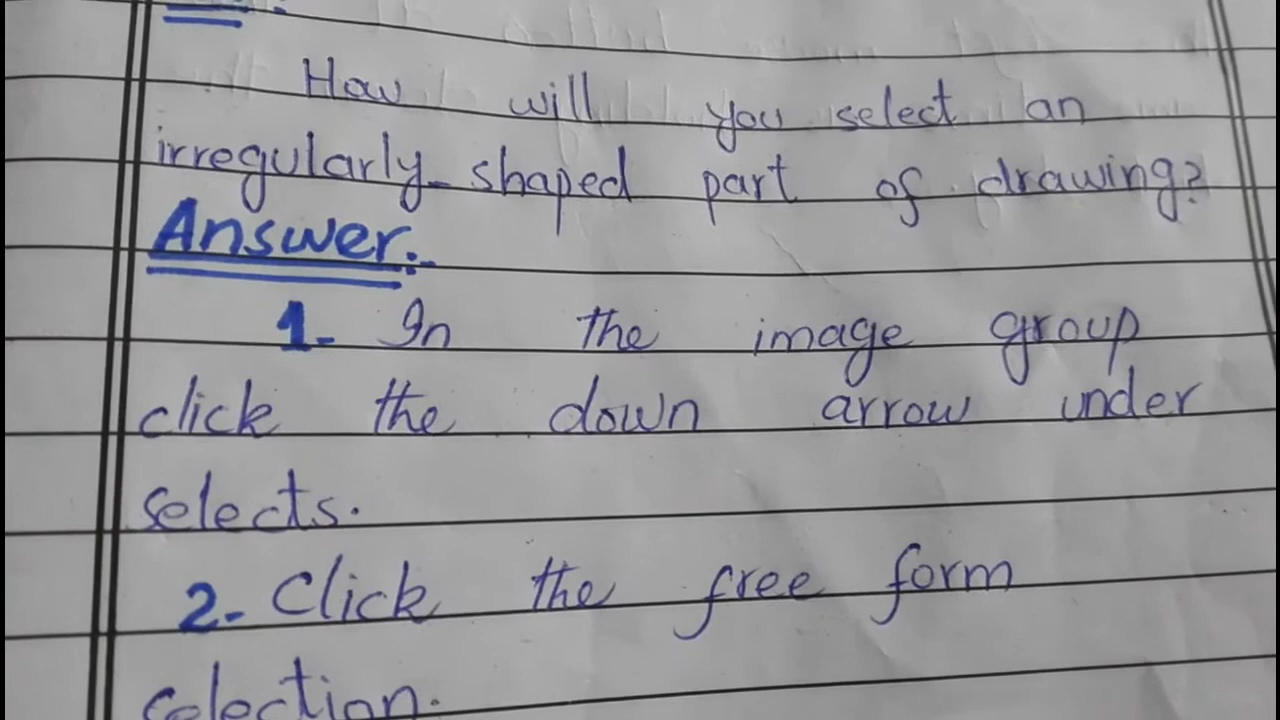 How will you select an
irregularly-shaped part of drawing?
Answer:-
1. In the image group
click the down arrow under
selects.
2. Click the free form
selection.